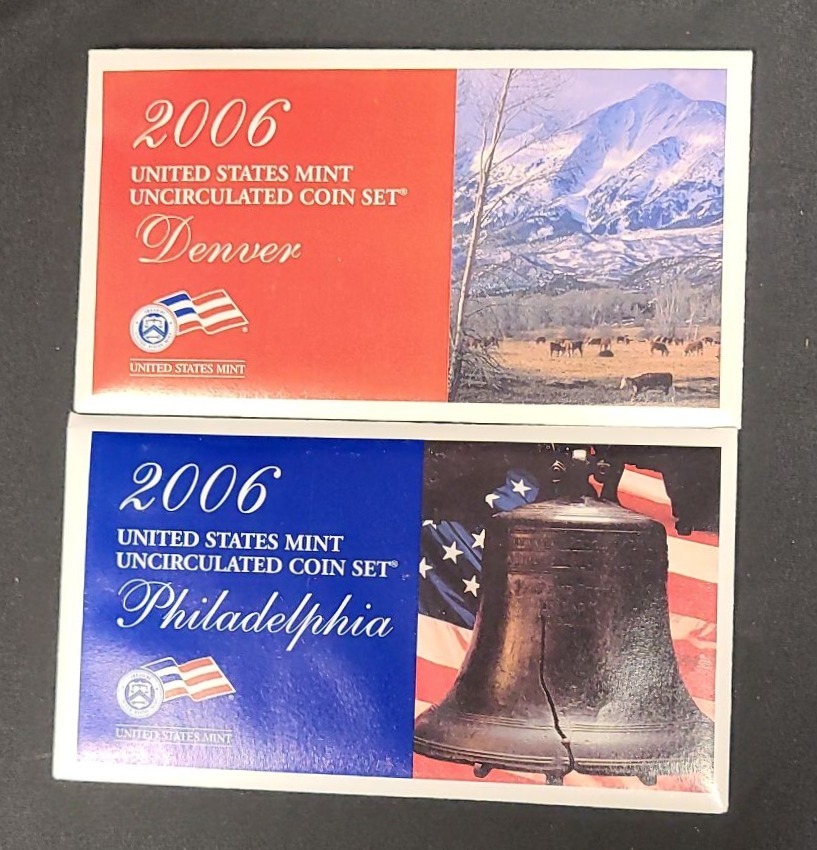 2006
UNITED STATES MINT
UNCIRCULATED COIN SET®
Denver
UNITED STATES MINT
2006
UNITED STATES MINT
UNCIRCULATED COIN SET®
Philadelphia
UNITED STATES MINT